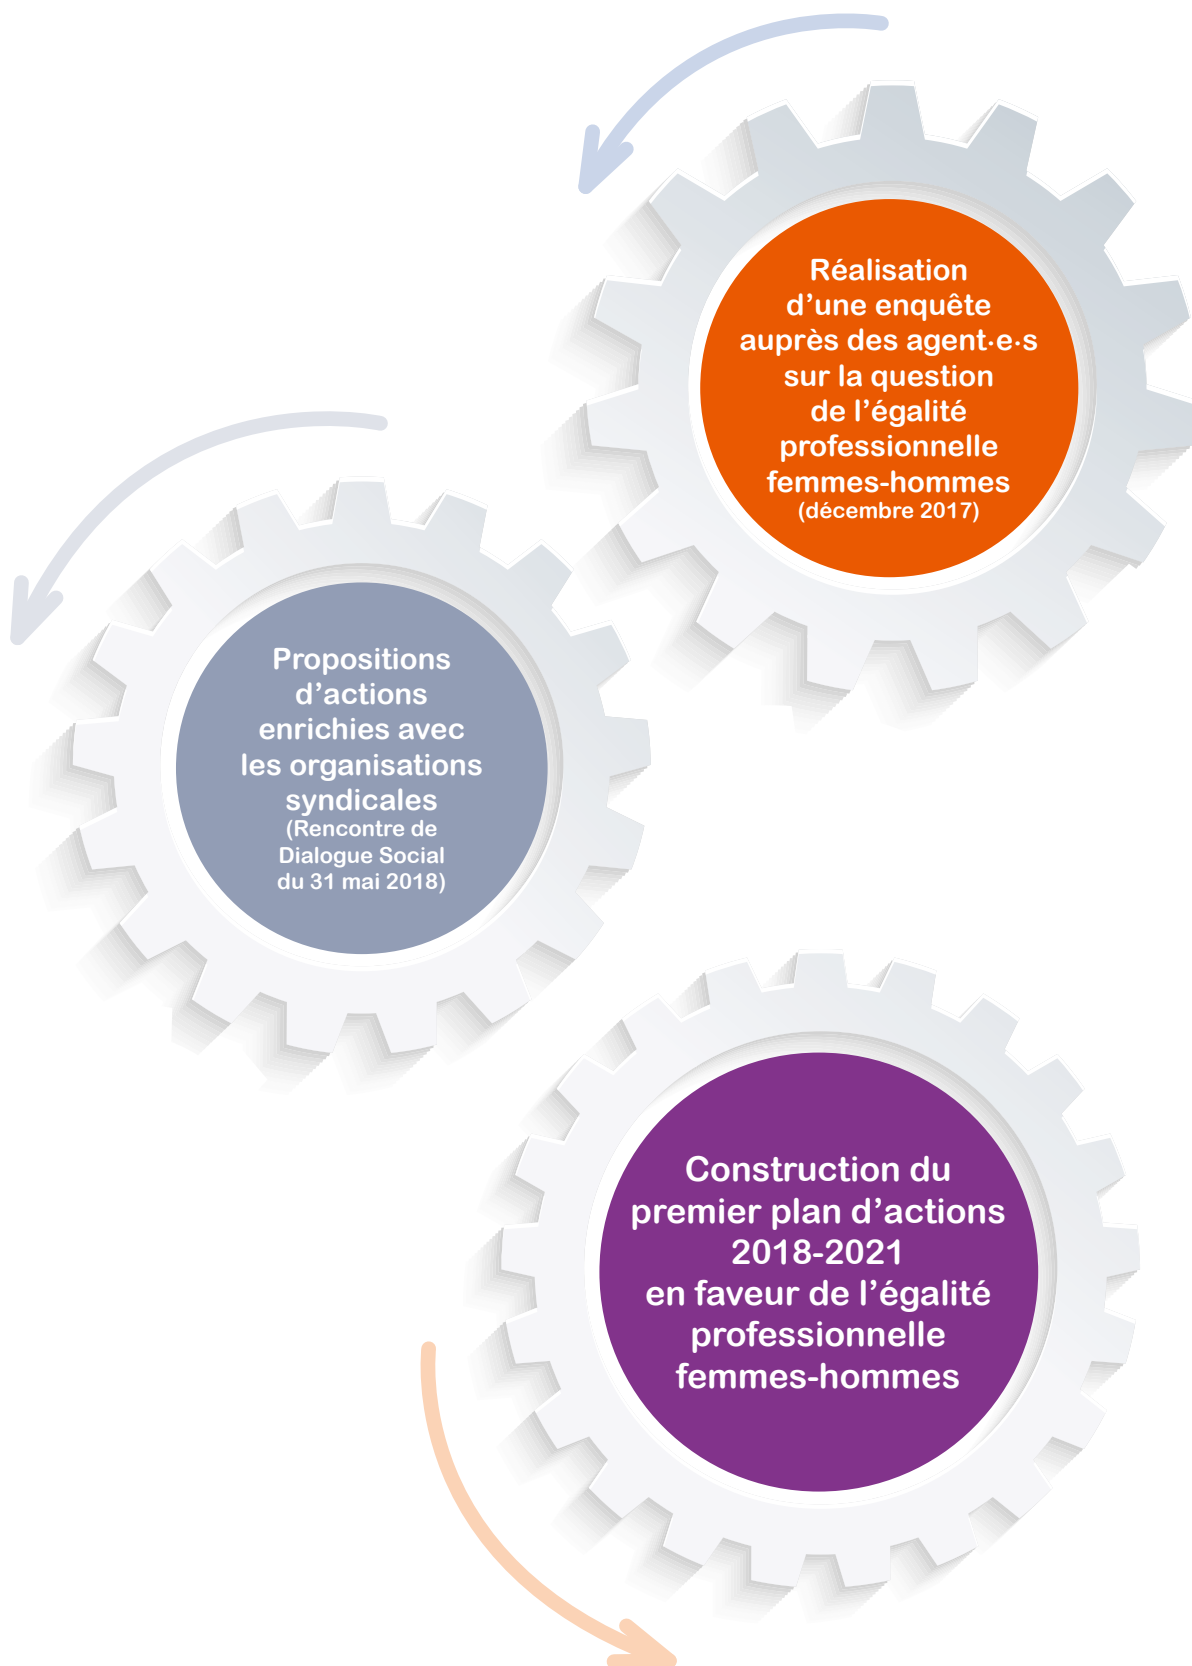 Réalisation
d’une enquête
auprès des agent·e·s
sur la question
de l’égalité
professionnelle
femmes-hommes
(décembre 2017)
Propositions
d’actions
enrichies avec
les organisations
syndicales
(Rencontre de
Dialogue Social
du 31 mai 2018)
Construction du
premier plan d’actions
2018-2021
en faveur de l’égalité
professionnelle
femmes-hommes